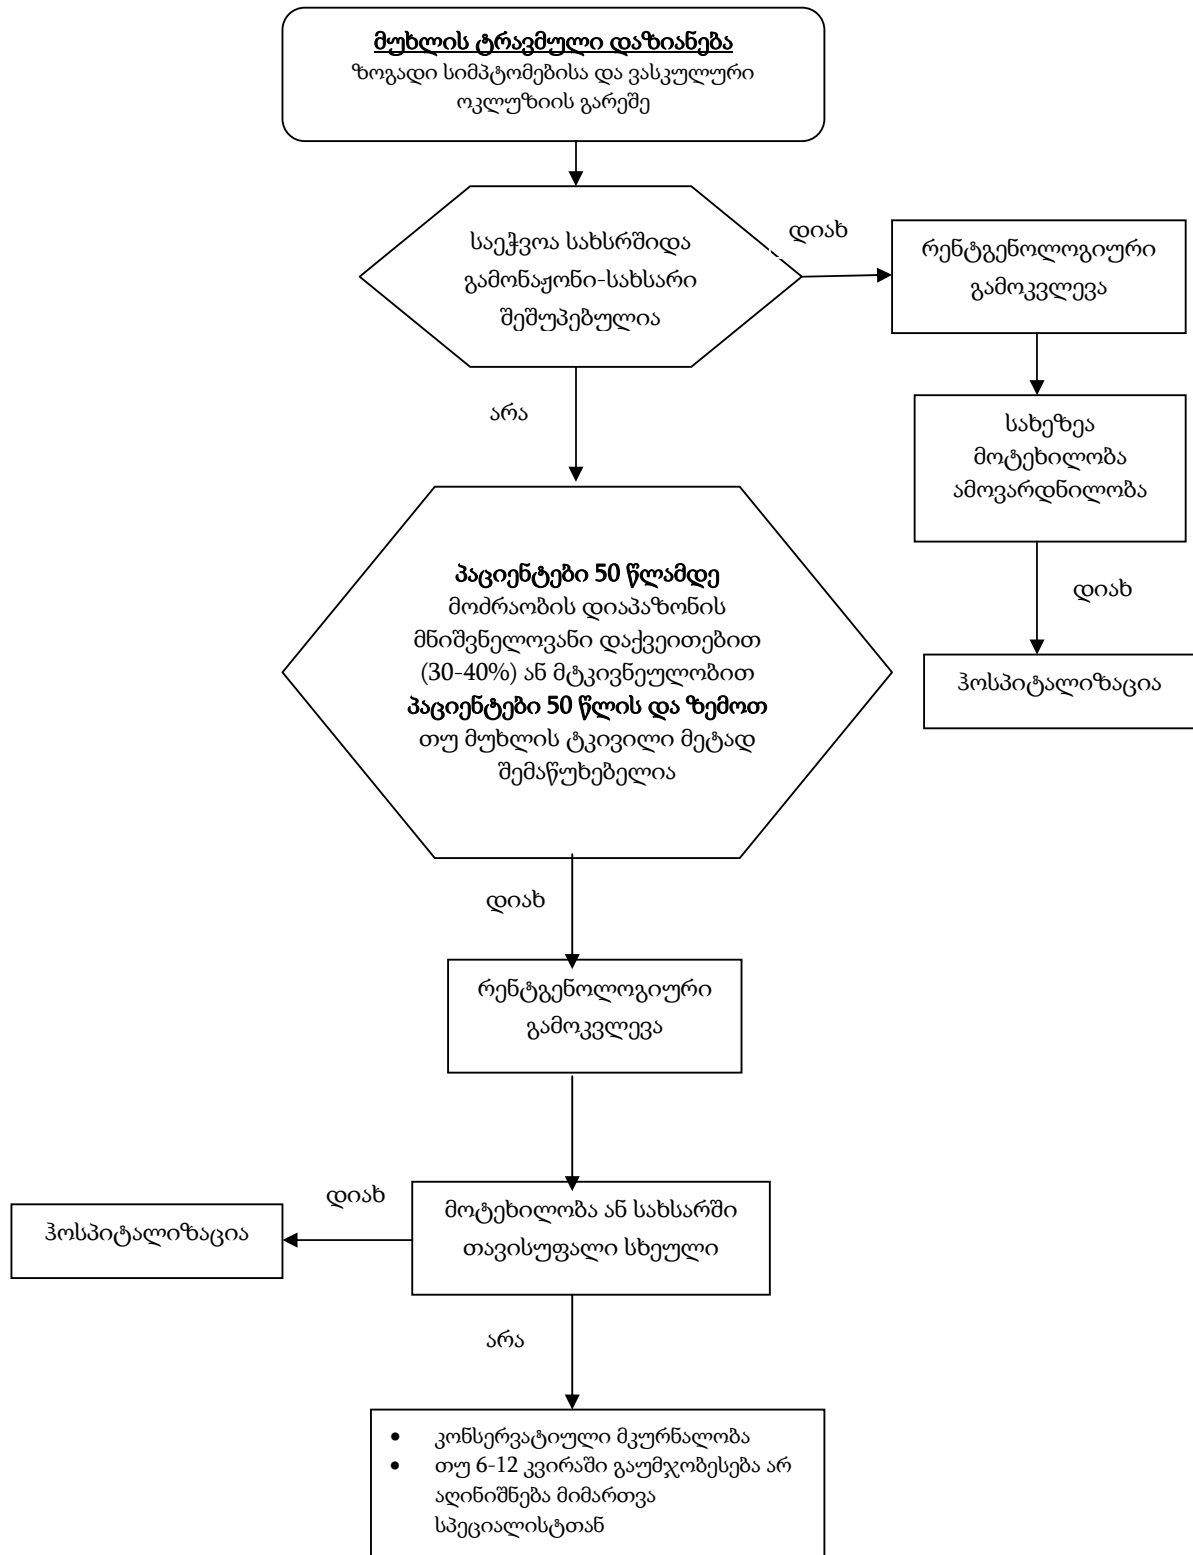 მუხლის ტრავმული დაზიანება
ზოგადი სიმპტომებისა და ვასკულური
ოკლუზიის გარეშე
საეჭვოა სახსრშიდა
გამონაჟონი-სახსარი
შეშუპებულია
დიახ
რენტგენოლოგიური
გამოკვლევა
სახეზეა
მოტეხილობა
ამოვარდნილობა
დიახ
ჰოსპიტალიზაცია
არა
პაციენტები 50 წლამდე
მოძრაობის დიაპაზონის
მნიშვნელოვანი დაქვეითებით
(30-40%) ან მტკივნეულობით
პაციენტები 50 წლის და ზემოთ
თუ მუხლის ტკივილი მეტად
შემაწუხებელია
დიახ
რენტგენოლოგიური
გამოკვლევა
მოტეხილობა ან სახსარში
თავისუფალი სხეული
დიახ
ჰოსპიტალიზაცია
არა
• კონსერვატიული მკურნალობა
• თუ 6-12 კვირაში გაუმჯობესება არ
აღინიშნება მიმართვა
სპეციალისტთან